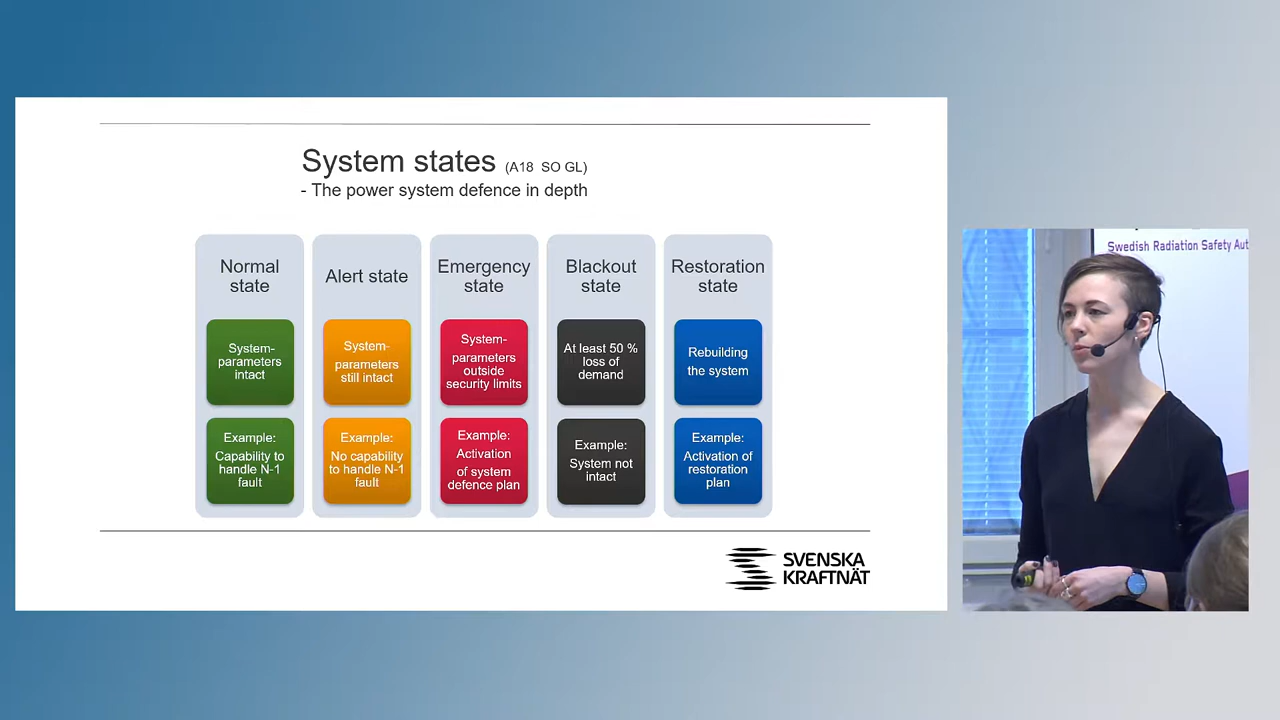 System states (A18 SO GL)
- The power system defence in depth
Normal
state
System-
parameters
intact
Example:
Capability to
handle N-1
fault
Alert state
System-
parameters
still intact
Example:
No capability
to handle N-1
fault
Emergency
state
System-
parameters
outside
security limits
Example:
Activation
of system
defence plan
Blackout
state
At least 50 %
loss of
demand
Example:
System not
intact
Restoration
state
Rebuilding
the system
Example:
Activation of
restoration
plan
SVENSKA
KRAFTNÄT
Swedish Radiation Safety Aut